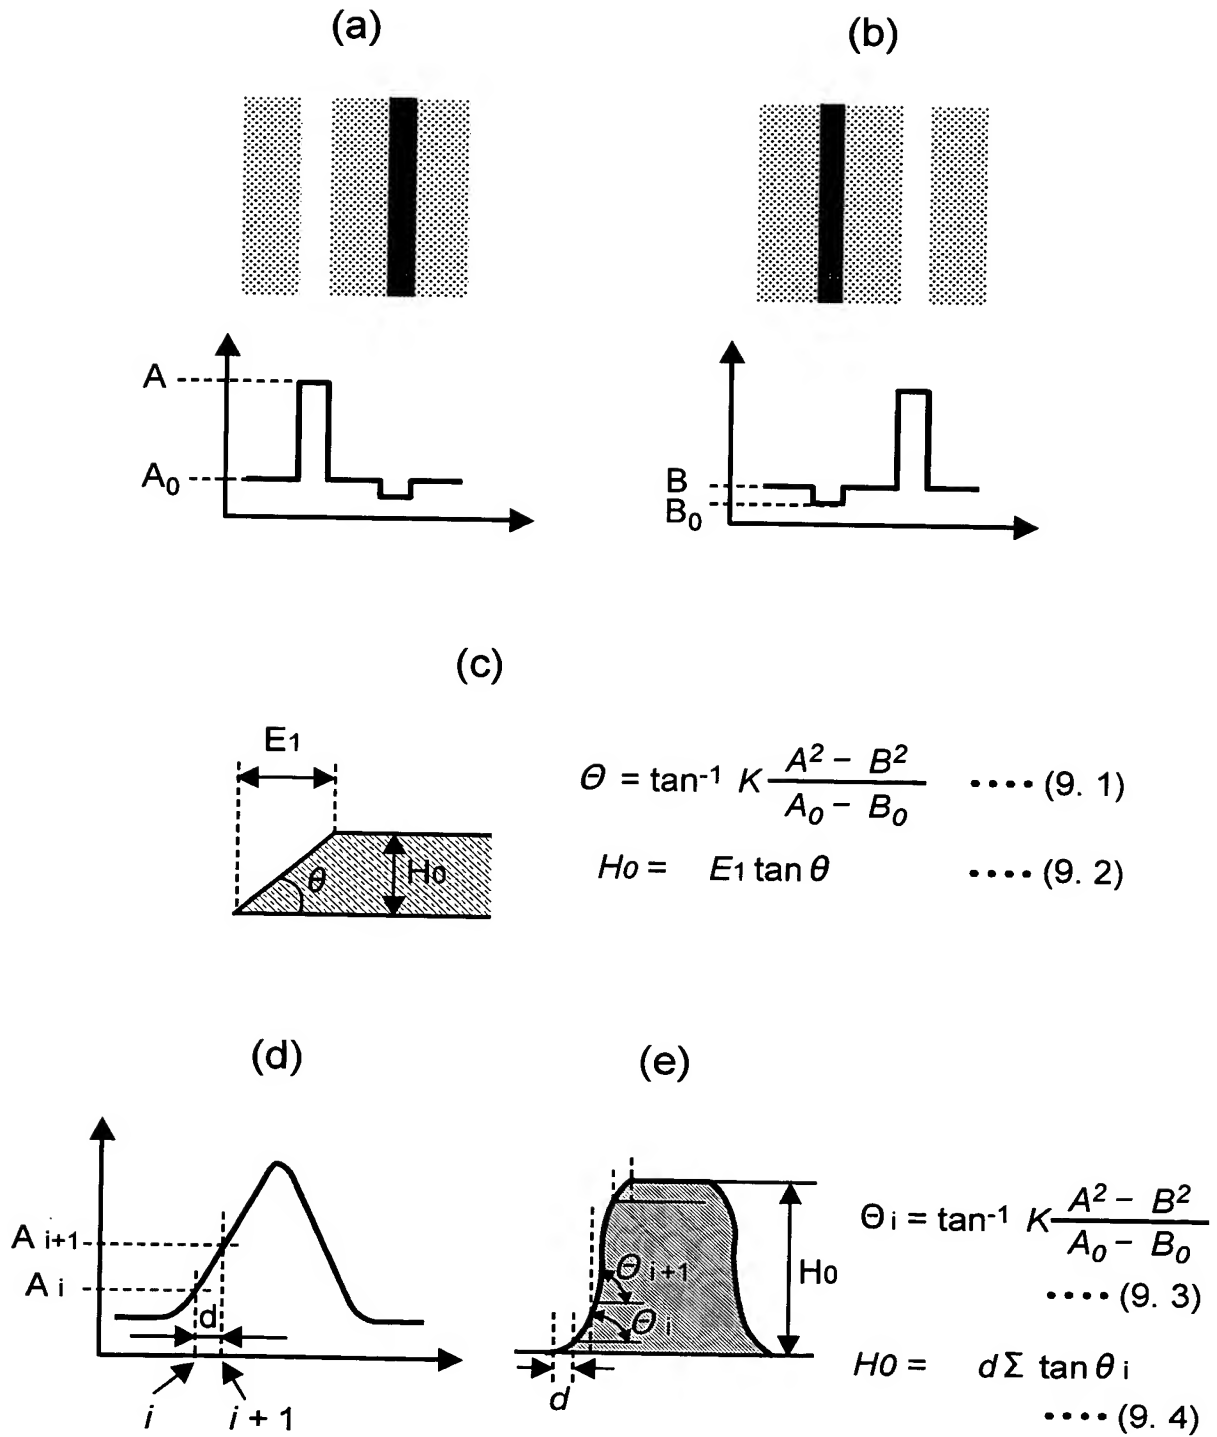 (a)
(b)
A
A0
B
B0
(c)
E1
θ
H0
Θ = tan-1 K A2 − B2 / A0 − B0 ···· (9. 1)
H0 = E1 tan θ ···· (9. 2)
(d)
(e)
A i+1
A i
d
i
i + 1
Θ i+1
Θ i
d
H0
Θ i = tan-1 K A2 − B2 / A0 − B0
···· (9. 3)
H0 = d Σ tan θ i
···· (9. 4)